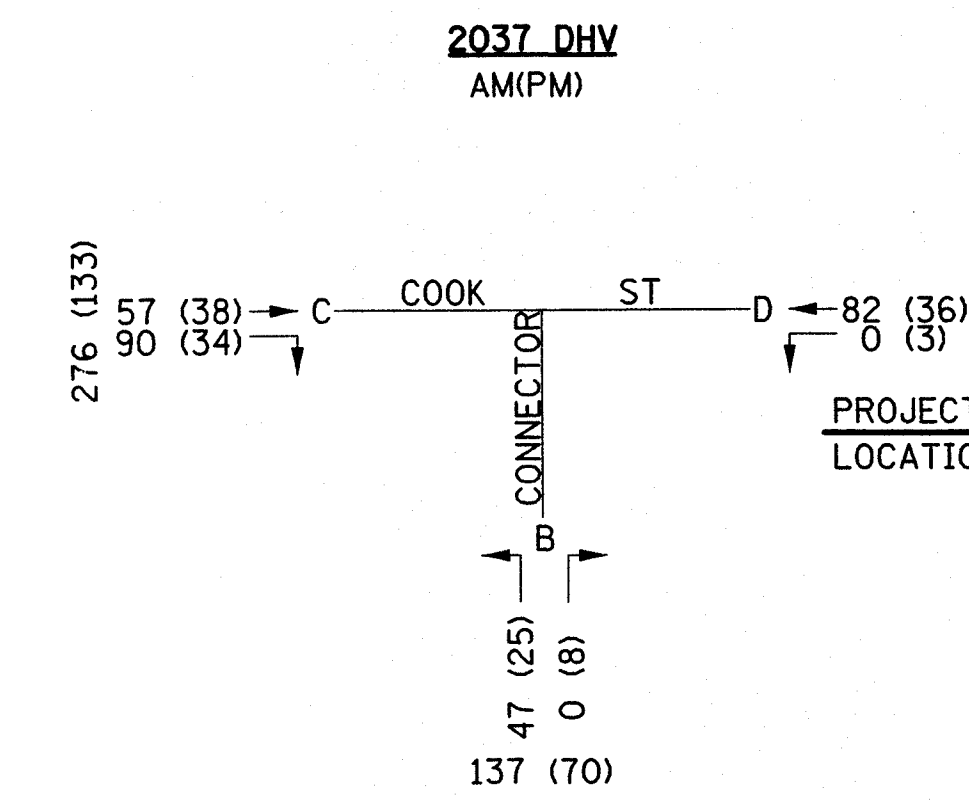 2037 DHV
AM(PM)
276 (133)
57 (38)
90 (34)
C
COOK ST
D
82 (36)
0 (3)
CONNECTOR
PROJECT
LOCATIO
B
47 (25)
0 (8)
137 (70)